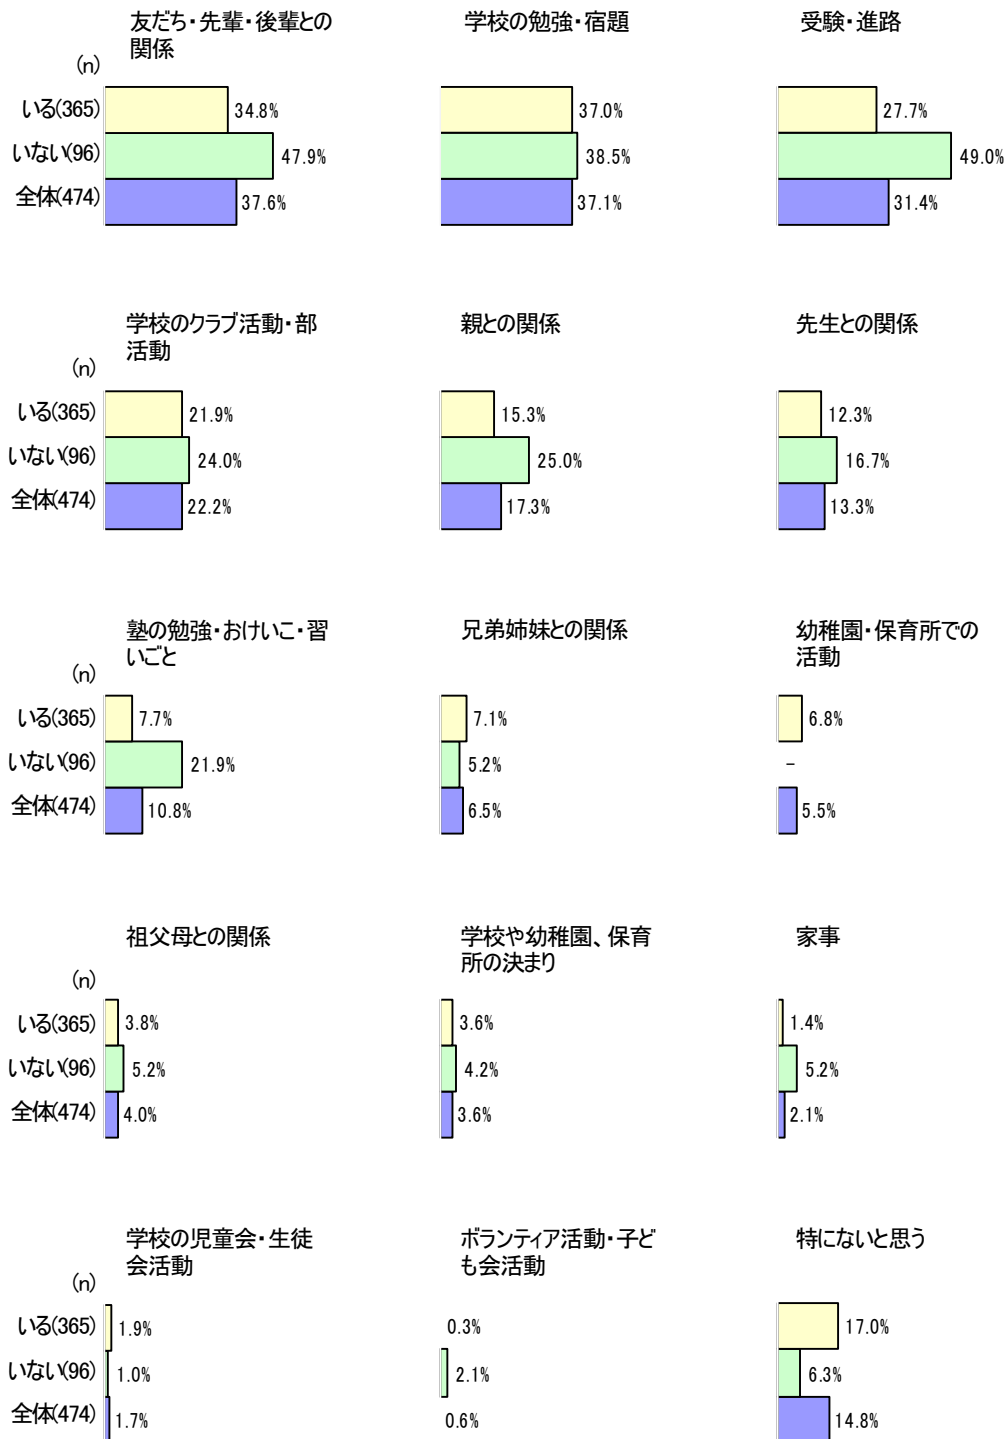 友だち・先輩・後輩との
関係
学校の勉強・宿題
受験・進路
(n)
いる(365)
34.8%
37.0%
27.7%
いない(96)
47.9%
38.5%
49.0%
全体(474)
37.6%
37.1%
31.4%
学校のクラブ活動・部
活動
親との関係
先生との関係
(n)
いる(365)
21.9%
15.3%
12.3%
いない(96)
24.0%
25.0%
16.7%
全体(474)
22.2%
17.3%
13.3%
塾の勉強・おけいこ・習
いごと
兄弟姉妹との関係
幼稚園・保育所での
活動
(n)
いる(365)
7.7%
7.1%
6.8%
いない(96)
21.9%
5.2%
-
全体(474)
10.8%
6.5%
5.5%
祖父母との関係
学校や幼稚園、保育
所の決まり
家事
(n)
いる(365)
3.8%
3.6%
1.4%
いない(96)
5.2%
4.2%
5.2%
全体(474)
4.0%
3.6%
2.1%
学校の児童会・生徒
会活動
ボランティア活動・子ど
も会活動
特にないと思う
(n)
いる(365)
1.9%
0.3%
17.0%
いない(96)
1.0%
2.1%
6.3%
全体(474)
1.7%
0.6%
14.8%